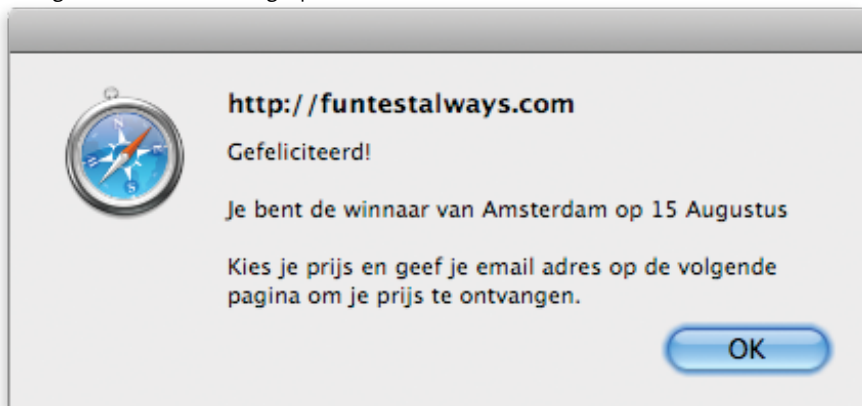 http://funtestalways.com
Gefeliciteerd!
Je bent de winnaar van Amsterdam op 15 Augustus
Kies je prijs en geef je email adres op de volgende
pagina om je prijs te ontvangen.
OK